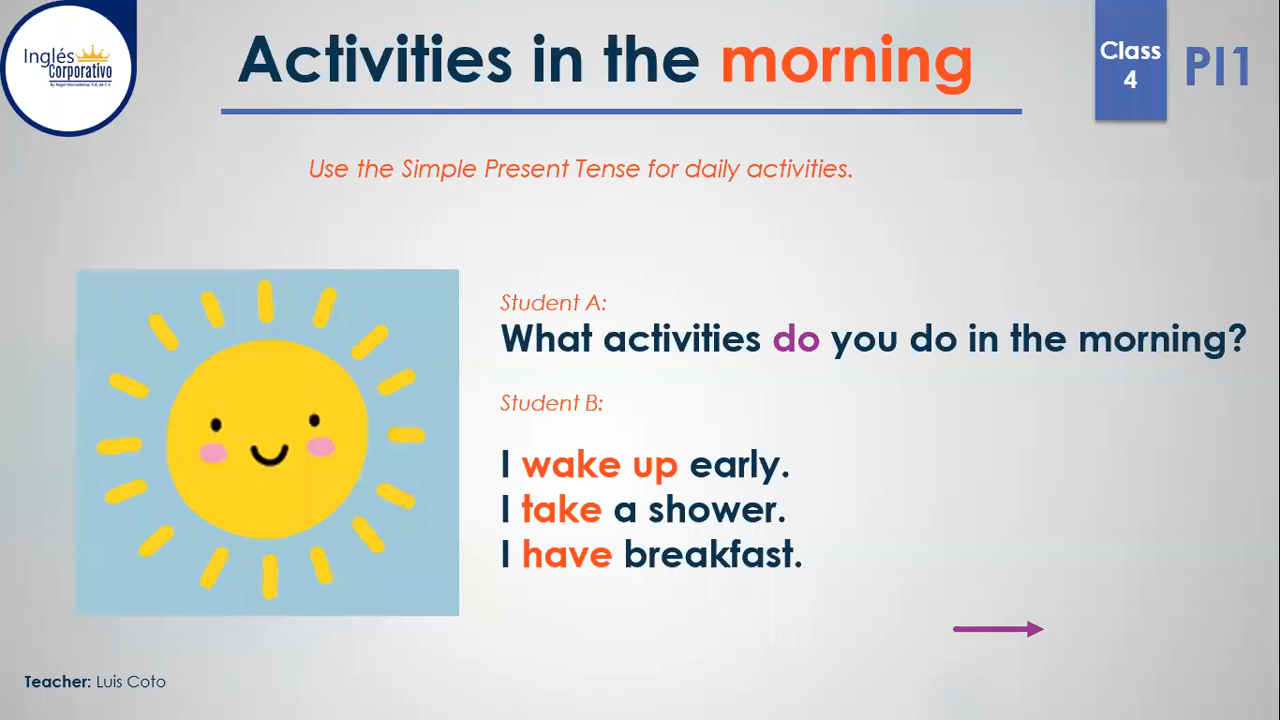 Inglés
Corporativo
Activities in the morning
Class
4
PI1
Use the Simple Present Tense for daily activities.
Student A:
What activities do you do in the morning?
Student B:
I wake up early.
I take a shower.
I have breakfast.
Teacher: Luis Coto